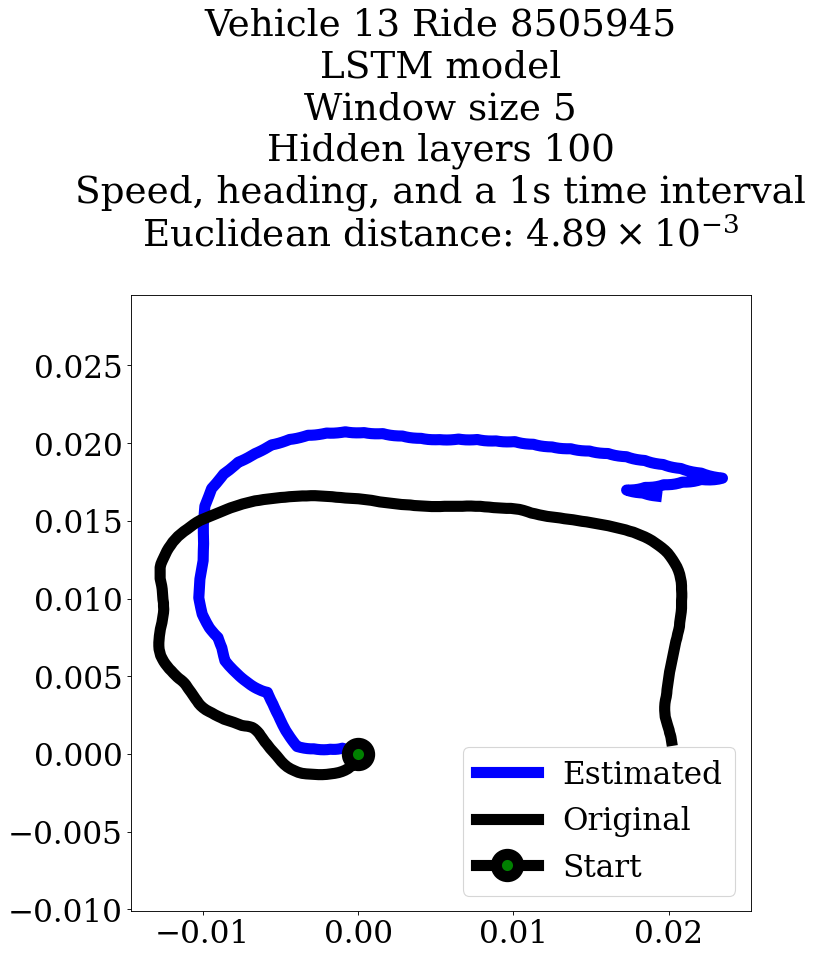 Vehicle 13 Ride 8505945
LSTM model
Window size 5
Hidden layers 100
Speed, heading, and a 1s time interval
Euclidean distance: 4.89 × 10⁻³
0.025
0.020
0.015
0.010
0.005
0.000
−0.005
−0.010
−0.01 0.00 0.01 0.02
Estimated
Original
Start